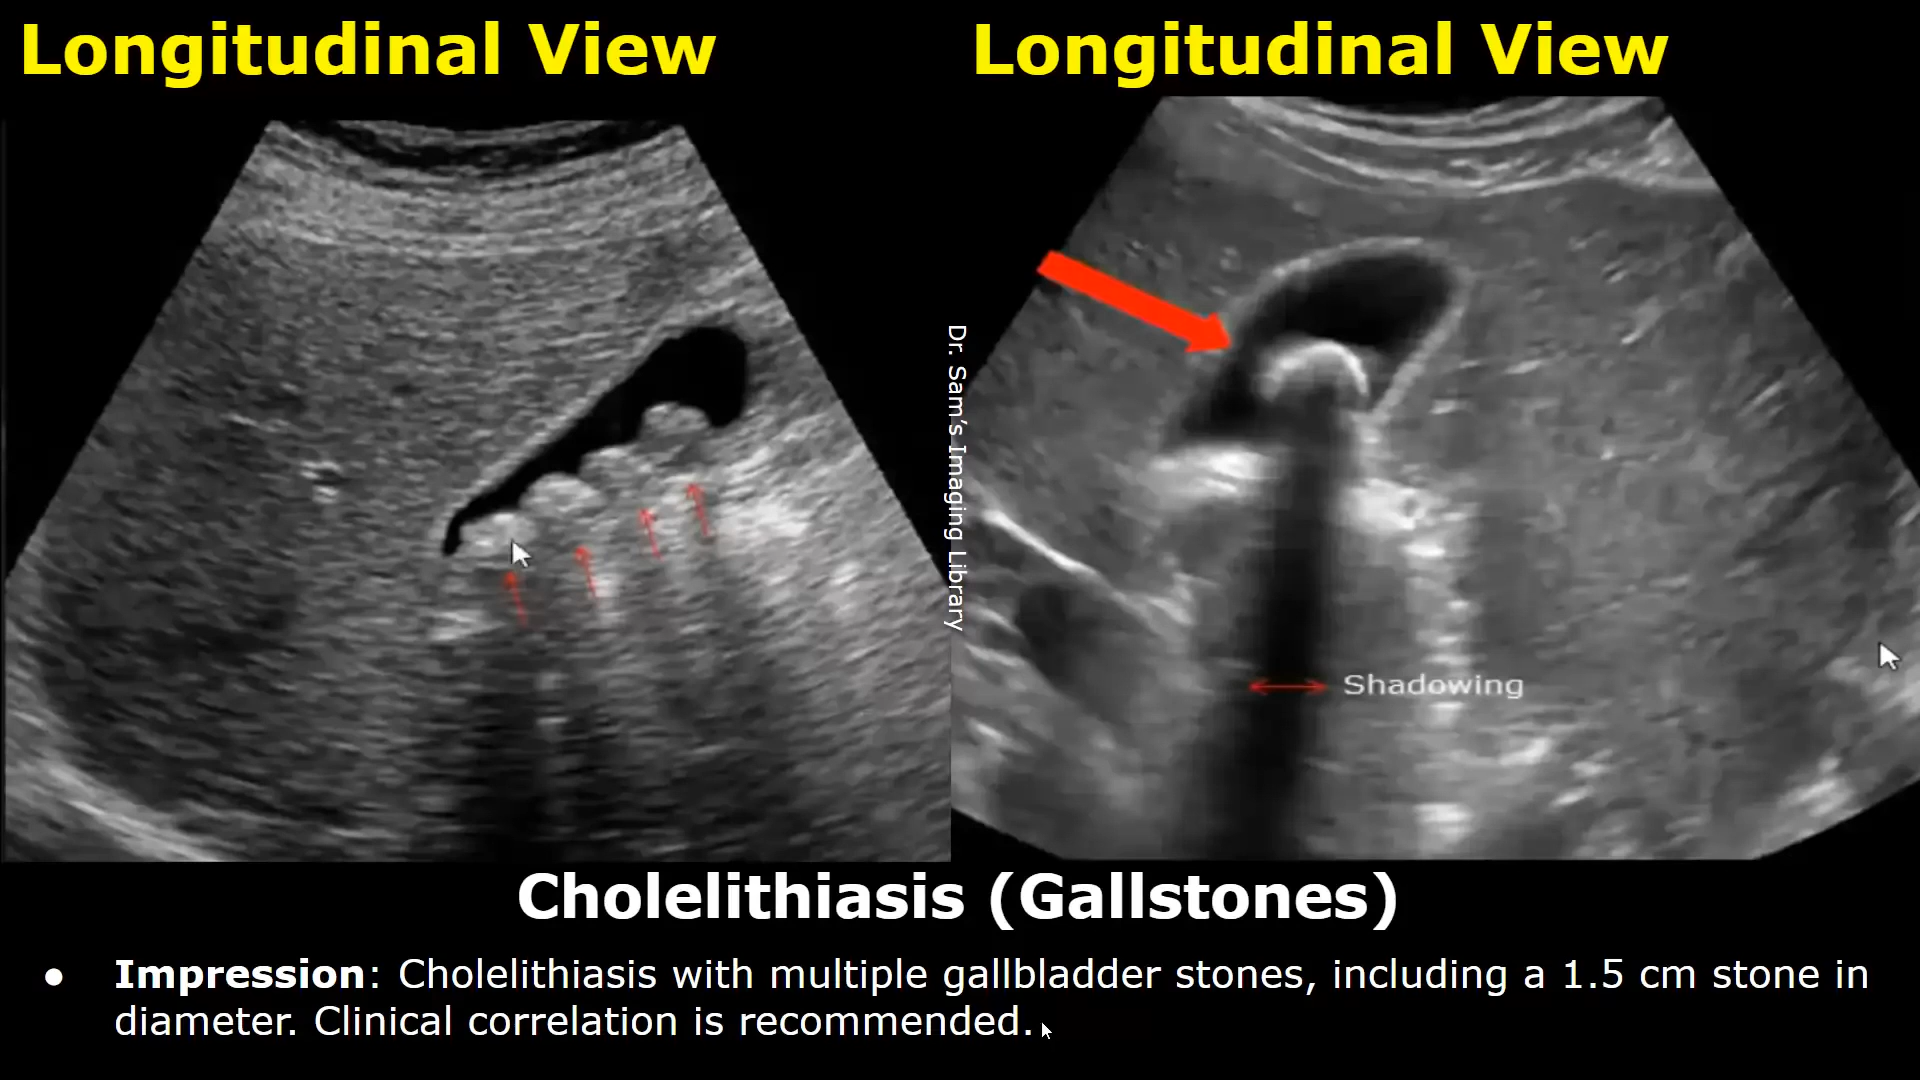 Longitudinal View
Longitudinal View
Dr. Sam's Imaging Library
Shadowing
Cholelithiasis (Gallstones)
● Impression: Cholelithiasis with multiple gallbladder stones, including a 1.5 cm stone in
diameter. Clinical correlation is recommended.